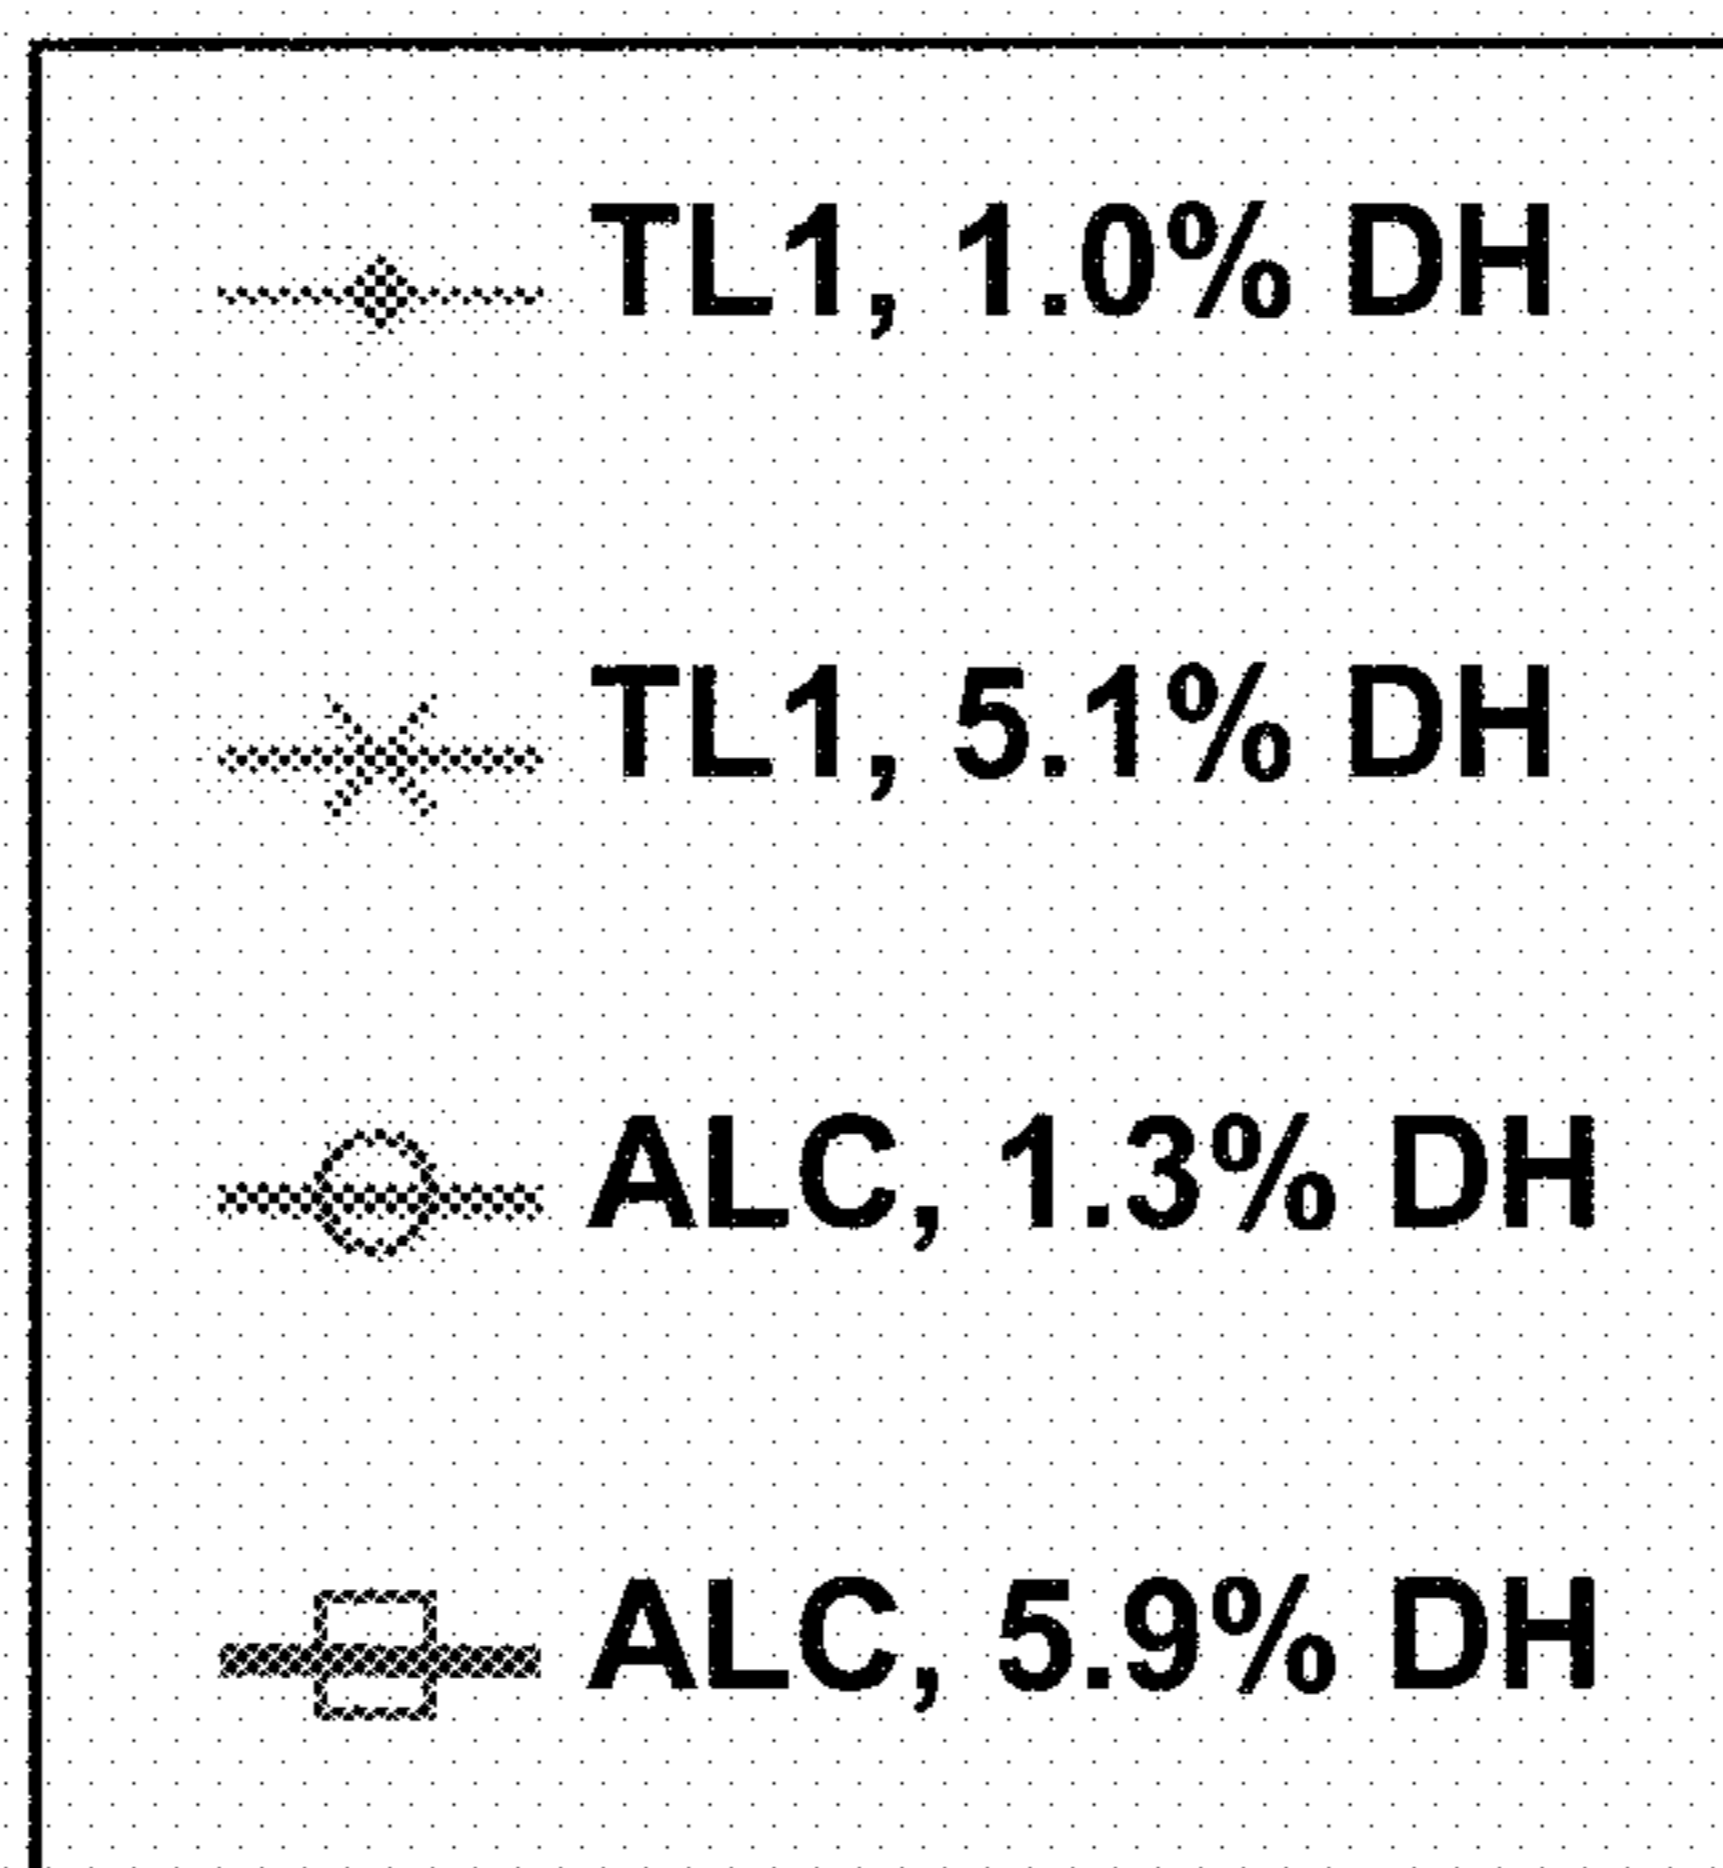 TL1, 1.0% DH
TL1, 5.1% DH
ALC, 1.3% DH
ALC, 5.9% DH